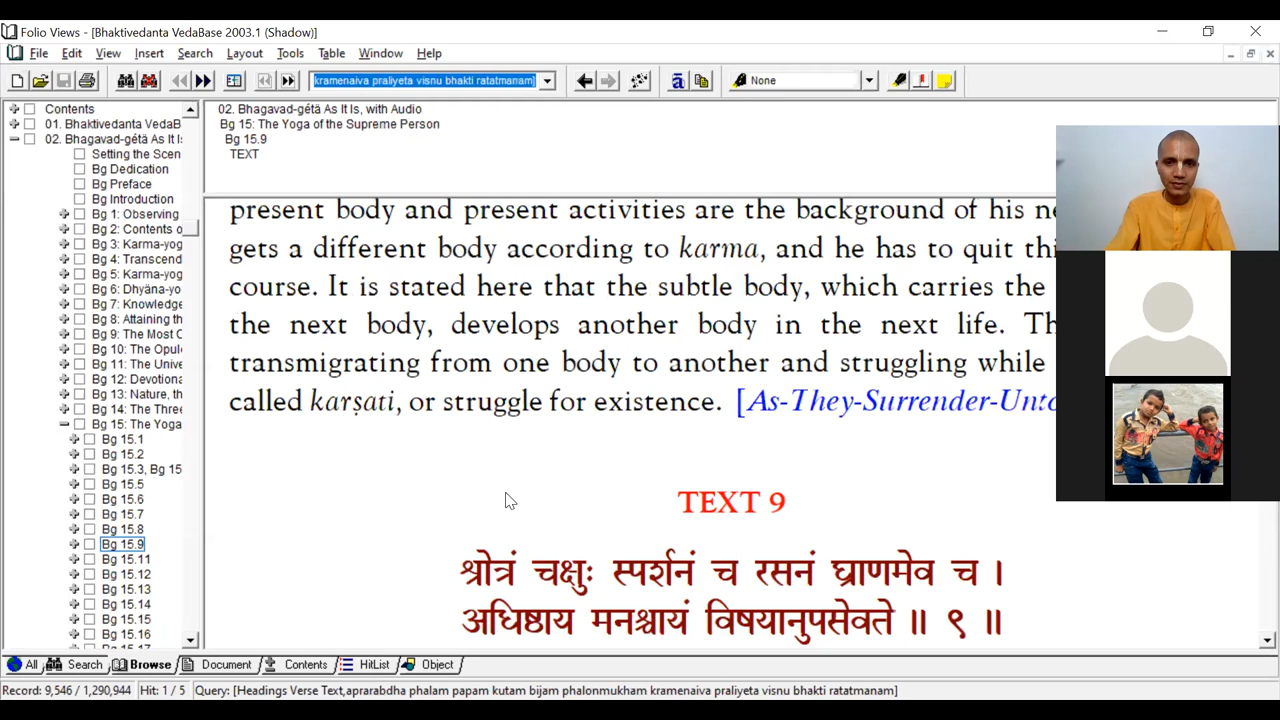 Folio Views - [Bhaktivedanta VedaBase 2003.1 (Shadow)]
File Edit View Insert Search Layout Tools Table Window Help
kramenaiva praliyeta visnu bhakti ratatmanam] None
Contents
01. Bhaktivedanta VedaB
02. Bhagavad-gétä As It I
Setting the Scen
Bg Dedication
Bg Preface
Bg Introduction
Bg 1: Observing
Bg 2: Contents o
Bg 3: Karma-yog
Bg 4: Transcend
Bg 5: Karma-yog
Bg 6: Dhyäna-yo
Bg 7: Knowledge
Bg 8: Attaining th
Bg 9: The Most C
Bg 10: The Opul
Bg 11: The Unive
Bg 12: Devotiona
Bg 13: Nature, th
Bg 14: The Three
Bg 15: The Yoga
Bg 15.1
Bg 15.2
Bg 15.3, Bg 15
Bg 15.5
Bg 15.6
Bg 15.7
Bg 15.8
Bg 15.9
Bg 15.11
Bg 15.12
Bg 15.13
Bg 15.14
Bg 15.15
Bg 15.16
02. Bhagavad-gétä As It Is, with Audio
Bg 15: The Yoga of the Supreme Person
Bg 15.9
TEXT
present body and present activities are the background of his ne
gets a different body according to karma, and he has to quit thi
course. It is stated here that the subtle body, which carries the
the next body, develops another body in the next life. Th
transmigrating from one body to another and struggling while
called karṣati, or struggle for existence. [As-They-Surrender-Unto
TEXT 9
श्रोत्रं चक्षुः स्पर्शनं च रसनं घ्राणमेव च ।
अधिष्ठाय मनश्चायं विषयानुपसेवते ॥ ९ ॥
All Search Browse Document Contents HitList Object
Record: 9,546 / 1,290,944 Hit: 1 / 5 Query: [Headings Verse Text,aprarabdha phalam papam kutam bijam phalonmukham kramenaiva praliyeta visnu bhakti ratatmanam]